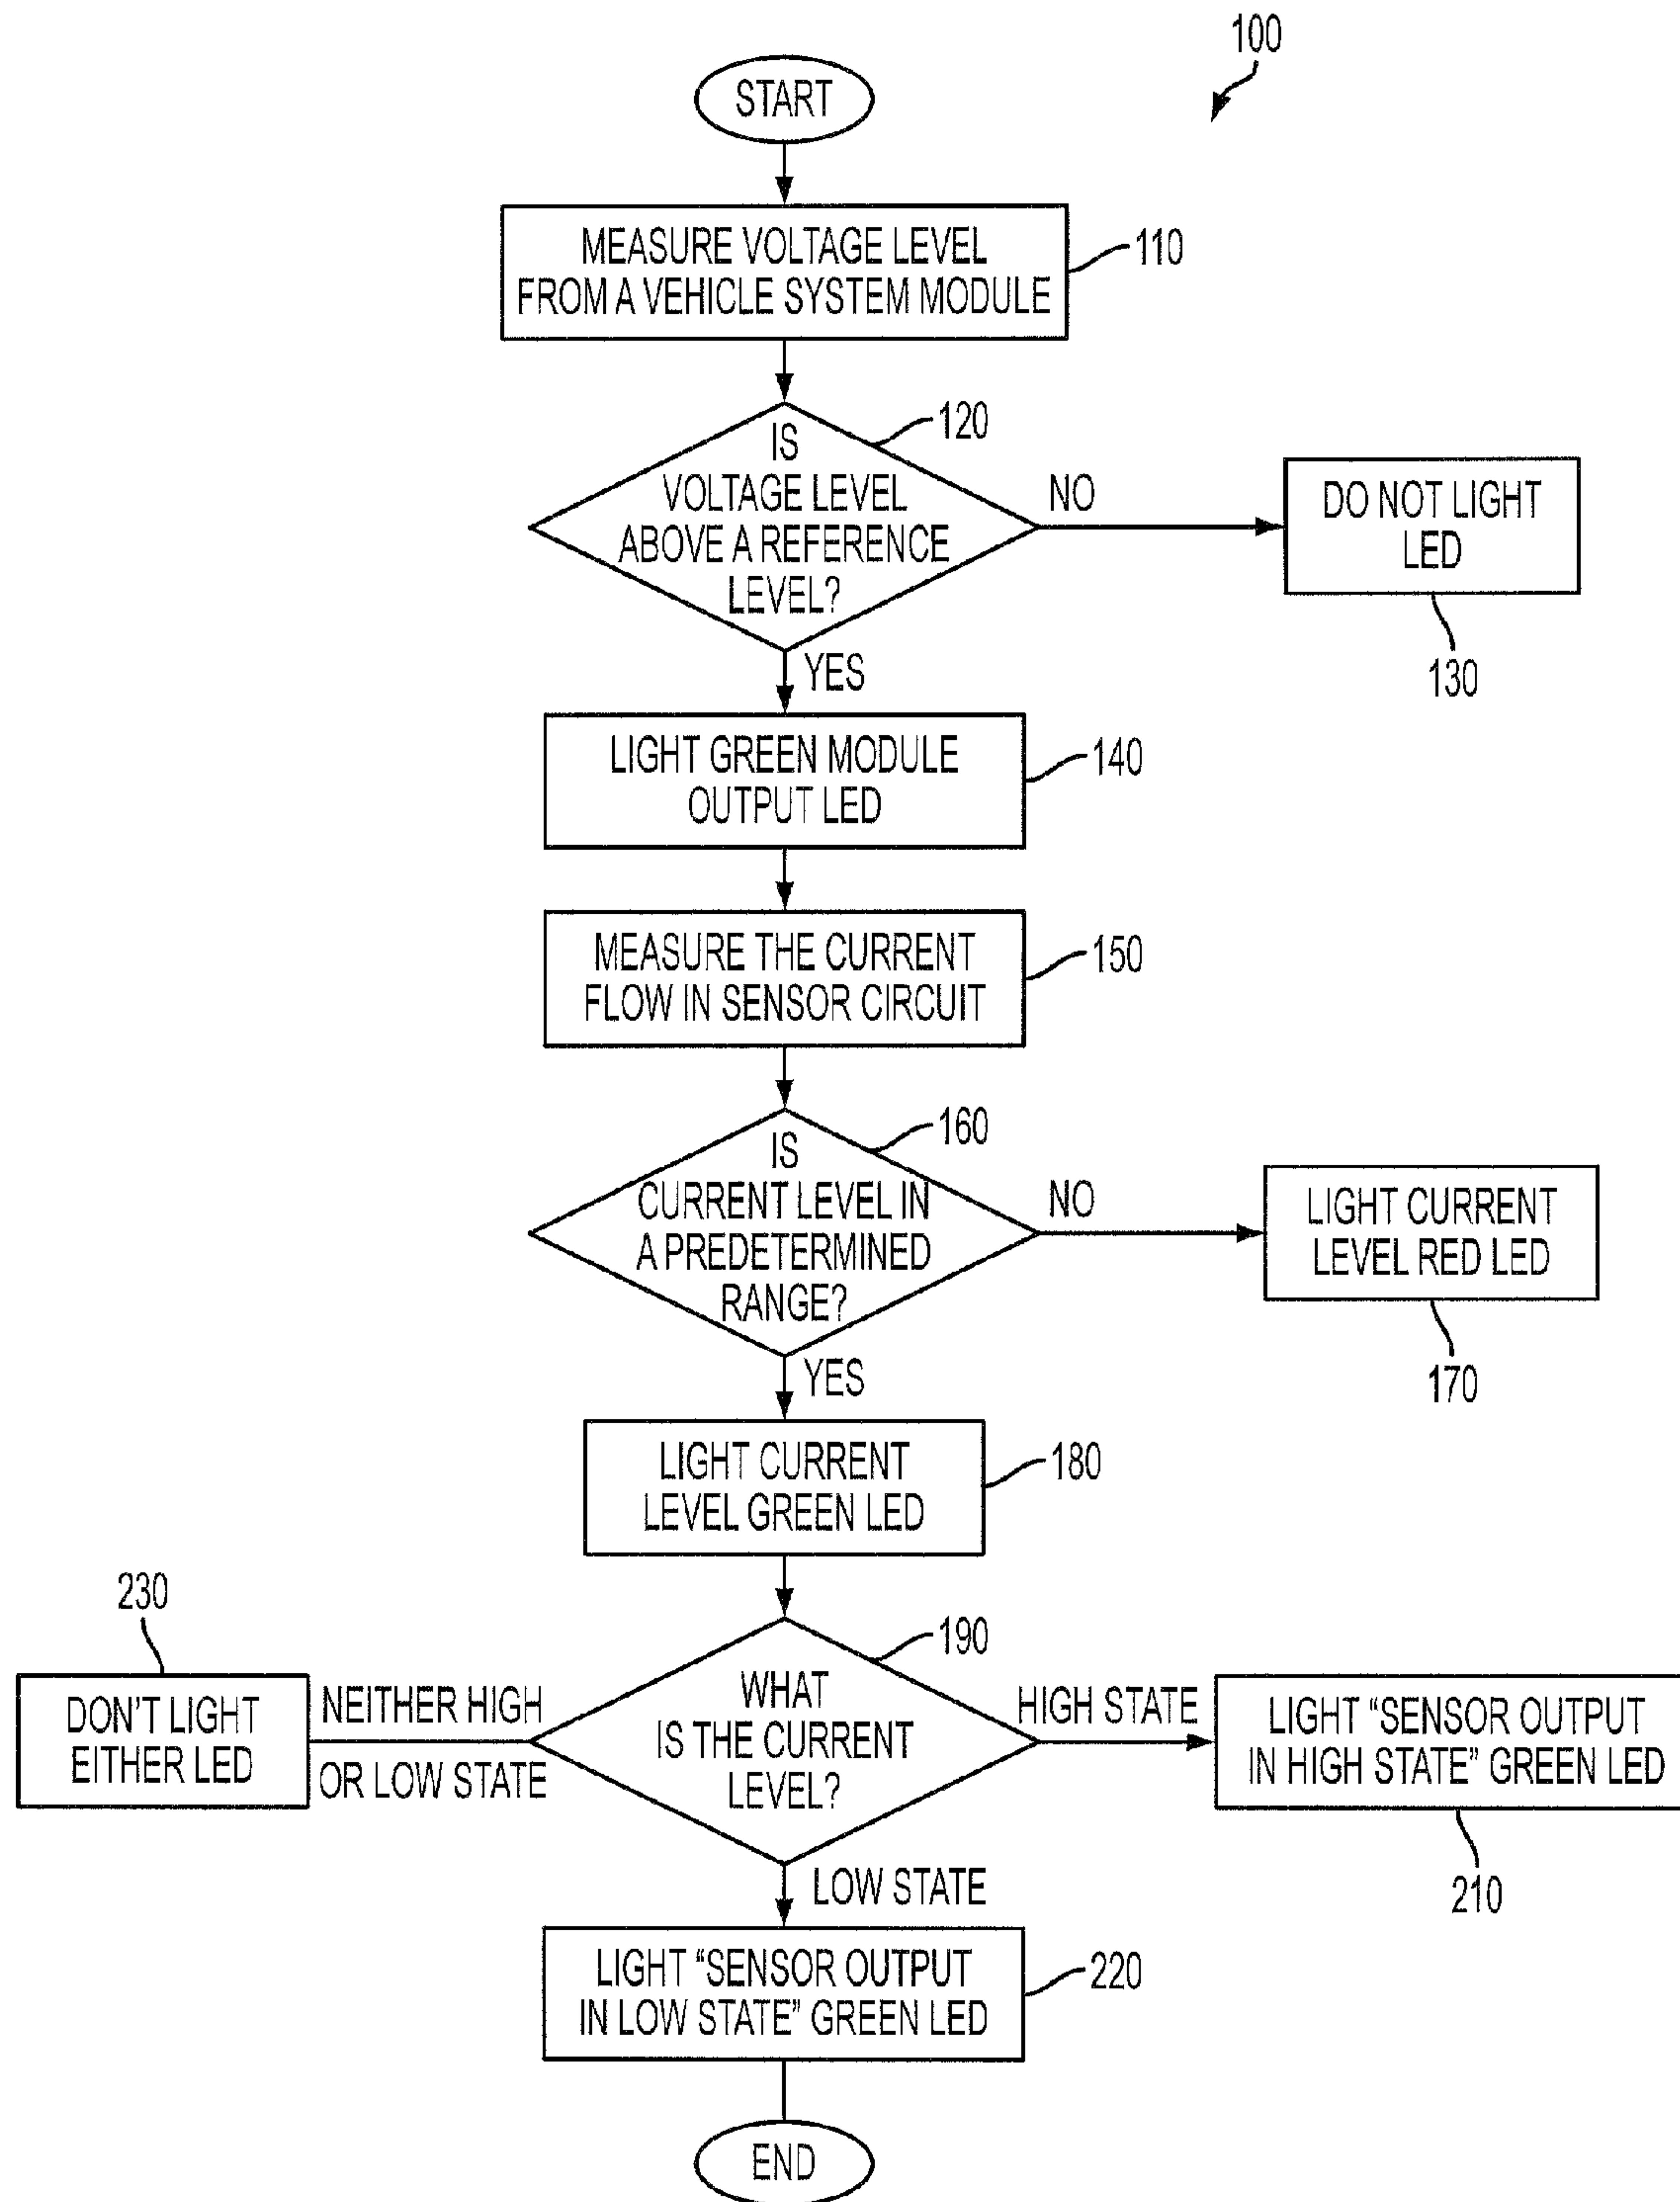 100
START
MEASURE VOLTAGE LEVEL
FROM A VEHICLE SYSTEM MODULE
110
120
IS
VOLTAGE LEVEL
ABOVE A REFERENCE
LEVEL?
NO
DO NOT LIGHT
LED
130
YES
LIGHT GREEN MODULE
OUTPUT LED
140
MEASURE THE CURRENT
FLOW IN SENSOR CIRCUIT
150
160
IS
CURRENT LEVEL IN
A PREDETERMINED
RANGE?
NO
LIGHT CURRENT
LEVEL RED LED
170
YES
LIGHT CURRENT
LEVEL GREEN LED
180
190
WHAT
IS THE CURRENT
LEVEL?
230
DON'T LIGHT
EITHER LED
NEITHER HIGH
OR LOW STATE
HIGH STATE
LIGHT “SENSOR OUTPUT
IN HIGH STATE” GREEN LED
210
LOW STATE
LIGHT “SENSOR OUTPUT
IN LOW STATE” GREEN LED
220
END